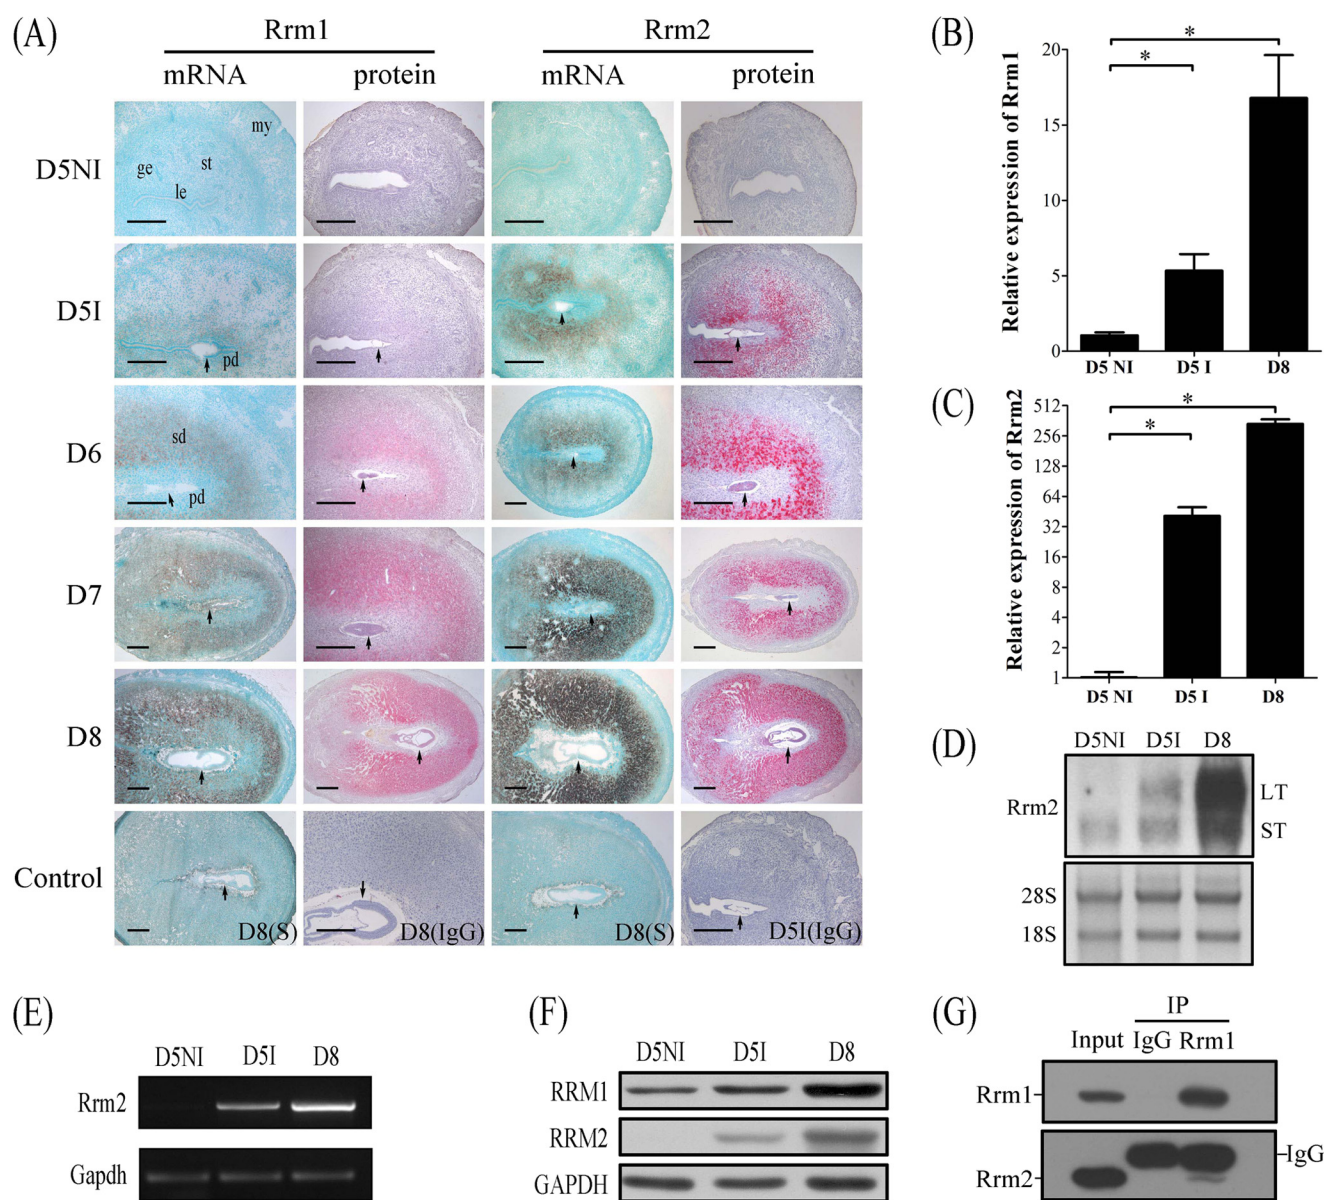 (A)
Rrm1 Rrm2
mRNA protein mRNA protein
D5NI
my
ge st
le
D5I
pd
D6
sd
pd
D7
D8
Control
D8(S) D8(IgG) D8(S) D5I(IgG)
(B)
Relative expression of Rrm1
20
15
10
5
0
D5 NI D5 I D8
* *
(C)
Relative expression of Rrm2
512
256
128
64
32
16
8
4
2
1
D5 NI D5 I D8
* *
(D)
D5NI D5I D8
Rrm2
LT
ST
28S
18S
(E)
D5NI D5I D8
Rrm2
Gapdh
(F)
D5NI D5I D8
RRM1
RRM2
GAPDH
(G)
IP
Input IgG Rrm1
Rrm1
IgG
Rrm2